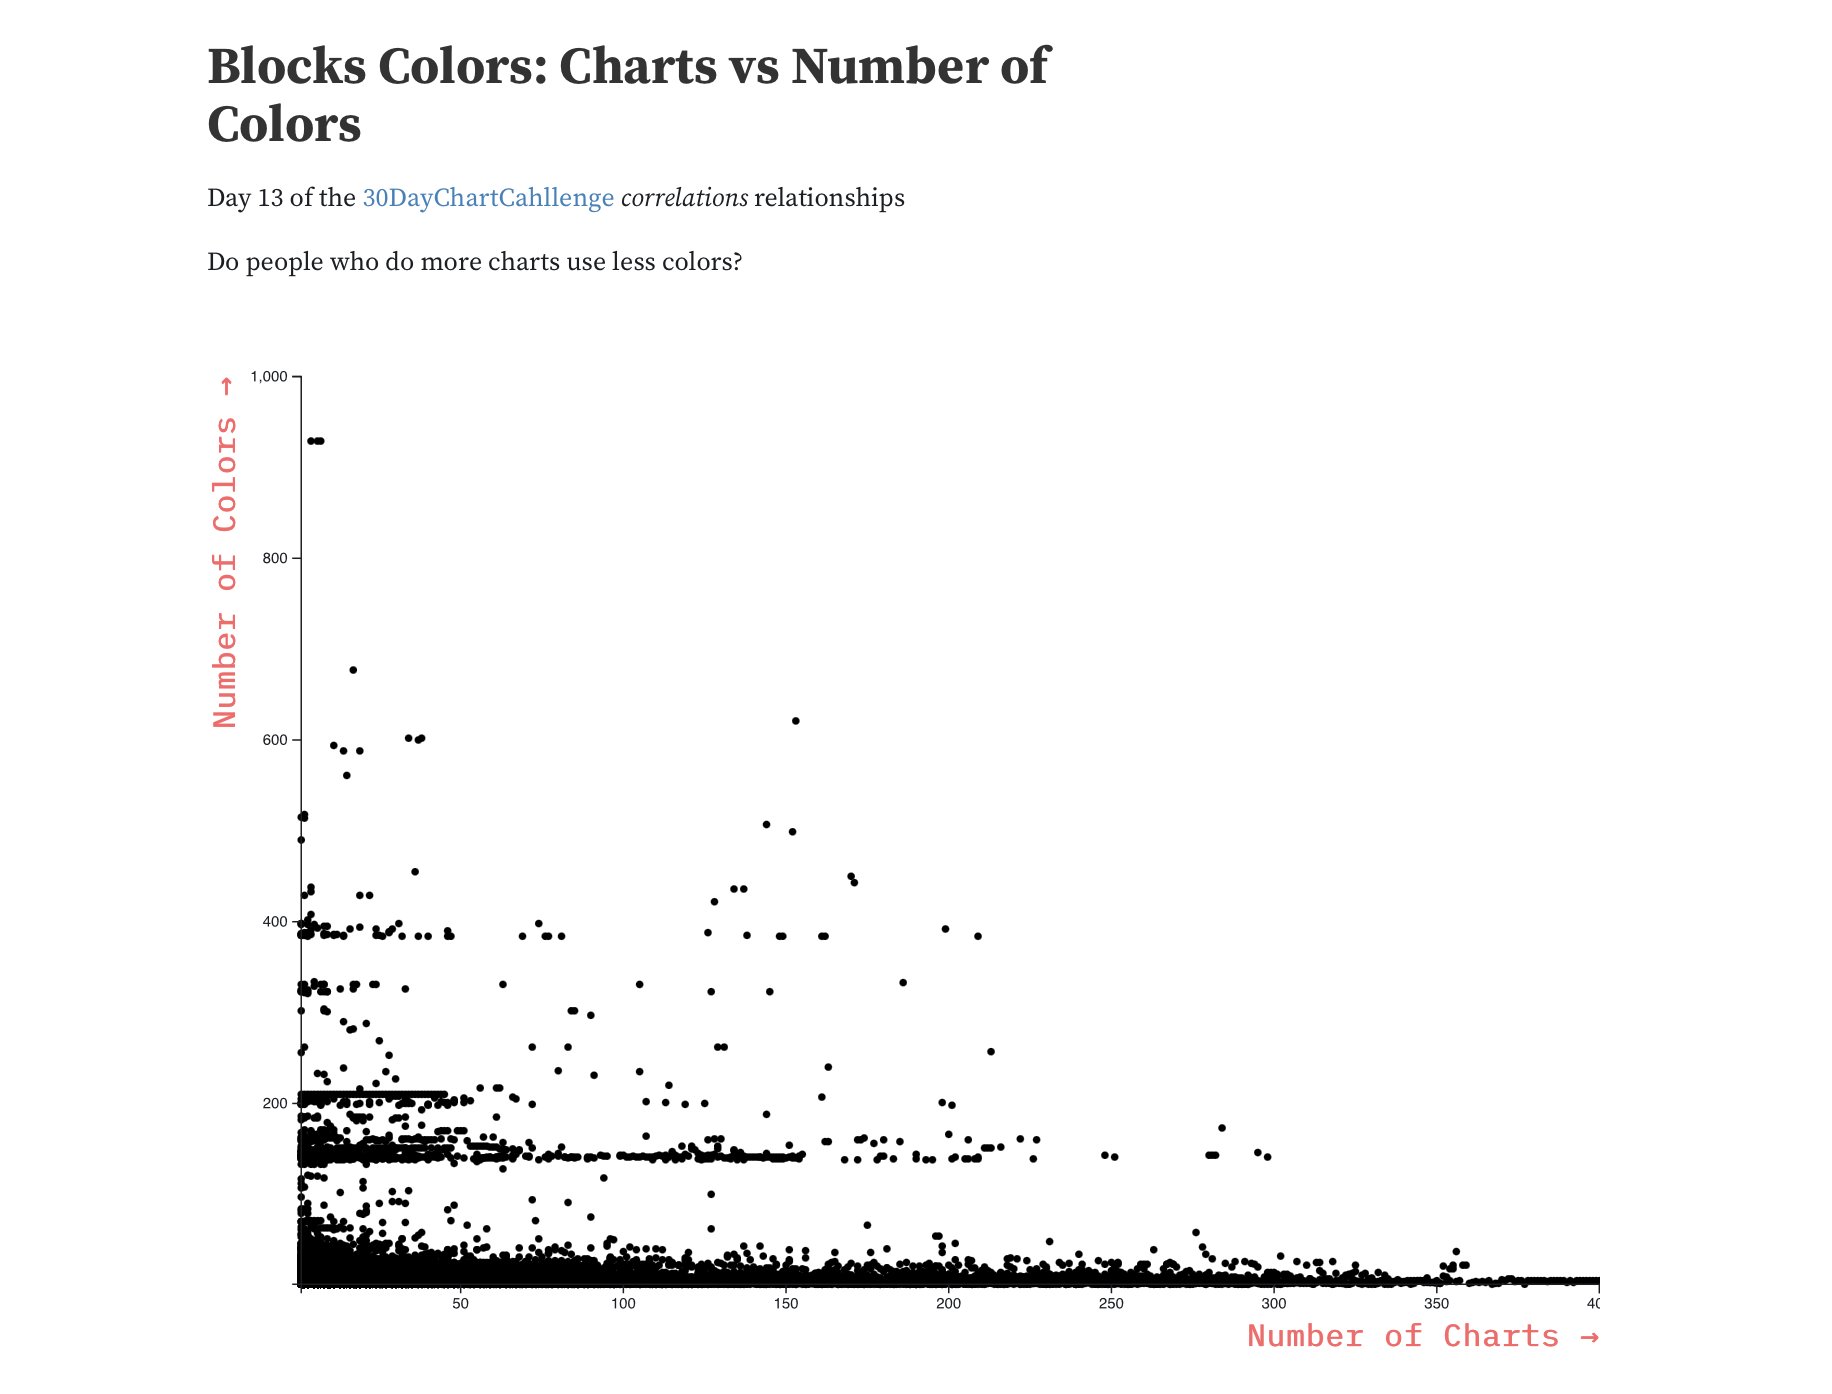 Blocks Colors: Charts vs Number of
Colors
Day 13 of the 30DayChartCahllenge correlations relationships
Do people who do more charts use less colors?
Number of Colors →
1,000
800
600
400
200
50 100 150 200 250 300 350 40
Number of Charts →